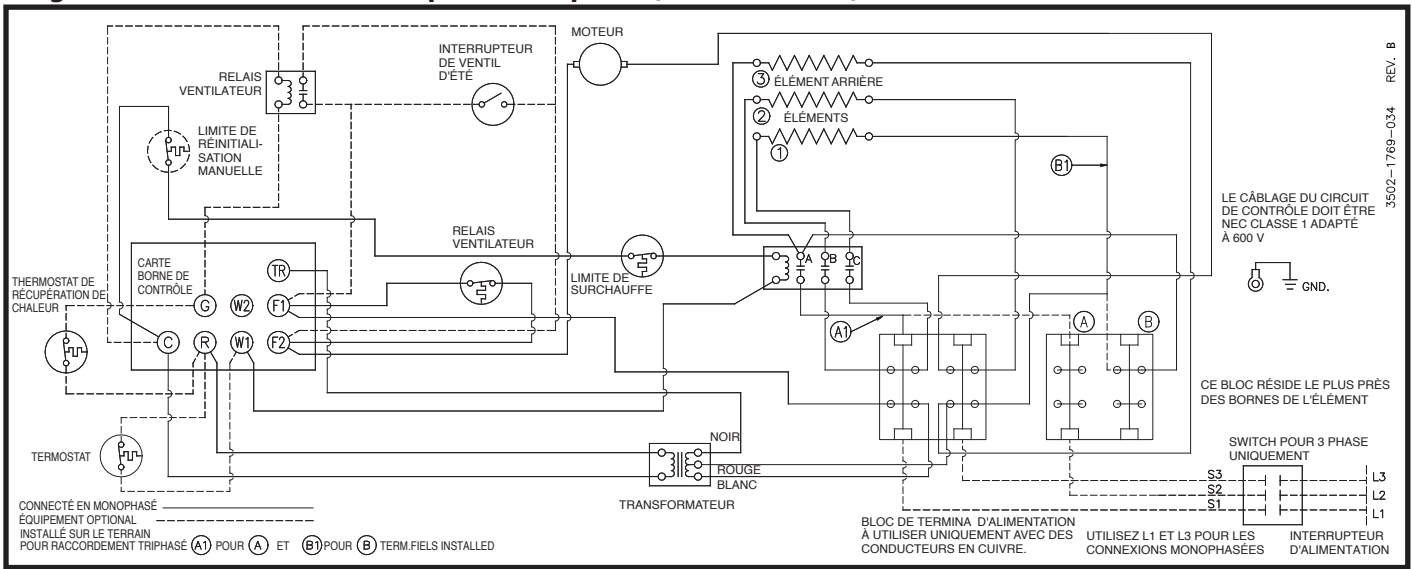 MOTEUR
INTERRUPTEUR
DE VENTIL
D'ÉTÉ
RELAIS
VENTILATEUR
LIMITE DE
RÉINITIALI-
SATION
MANUELLE
3 ÉLÉMENT ARRIÈRE
2 ÉLÉMENTS
1
B1
3502-1769-034 REV. B
LE CÂBLAGE DU CIRCUIT
DE CONTRÔLE DOIT ÊTRE
NEC CLASSE 1 ADAPTÉ
À 600 V
GND.
RELAIS
VENTILATEUR
LIMITE DE
SURCHAUFFE
A B C
CARTE
BORNE DE
CONTRÔLE
TR
G W2 F1
C R W1 F2
THERMOSTAT DE
RÉCUPÉRATION DE
CHALEUR
A1
A B
CE BLOC RÉSIDE LE PLUS PRÈS
DES BORNES DE L'ÉLÉMENT
TERMOSTAT
NOIR
ROUGE
BLANC
TRANSFORMATEUR
SWITCH POUR 3 PHASE
UNIQUEMENT
S3 L3
S2 L2
S1 L1
CONNECTÉ EN MONOPHASÉ
ÉQUIPEMENT OPTIONAL
INSTALLÉ SUR LE TERRAIN
POUR RACCORDEMENT TRIPHASÉ A1 POUR A ET B1 POUR B TERM.FIELS INSTALLED
BLOC DE TERMINA D'ALIMENTATION
À UTILISER UNIQUEMENT AVEC DES
CONDUCTEURS EN CUIVRE.
UTILISEZ L1 ET L3 POUR LES
CONNEXIONS MONOPHASÉES
INTERRUPTEUR
D'ALIMENTATION